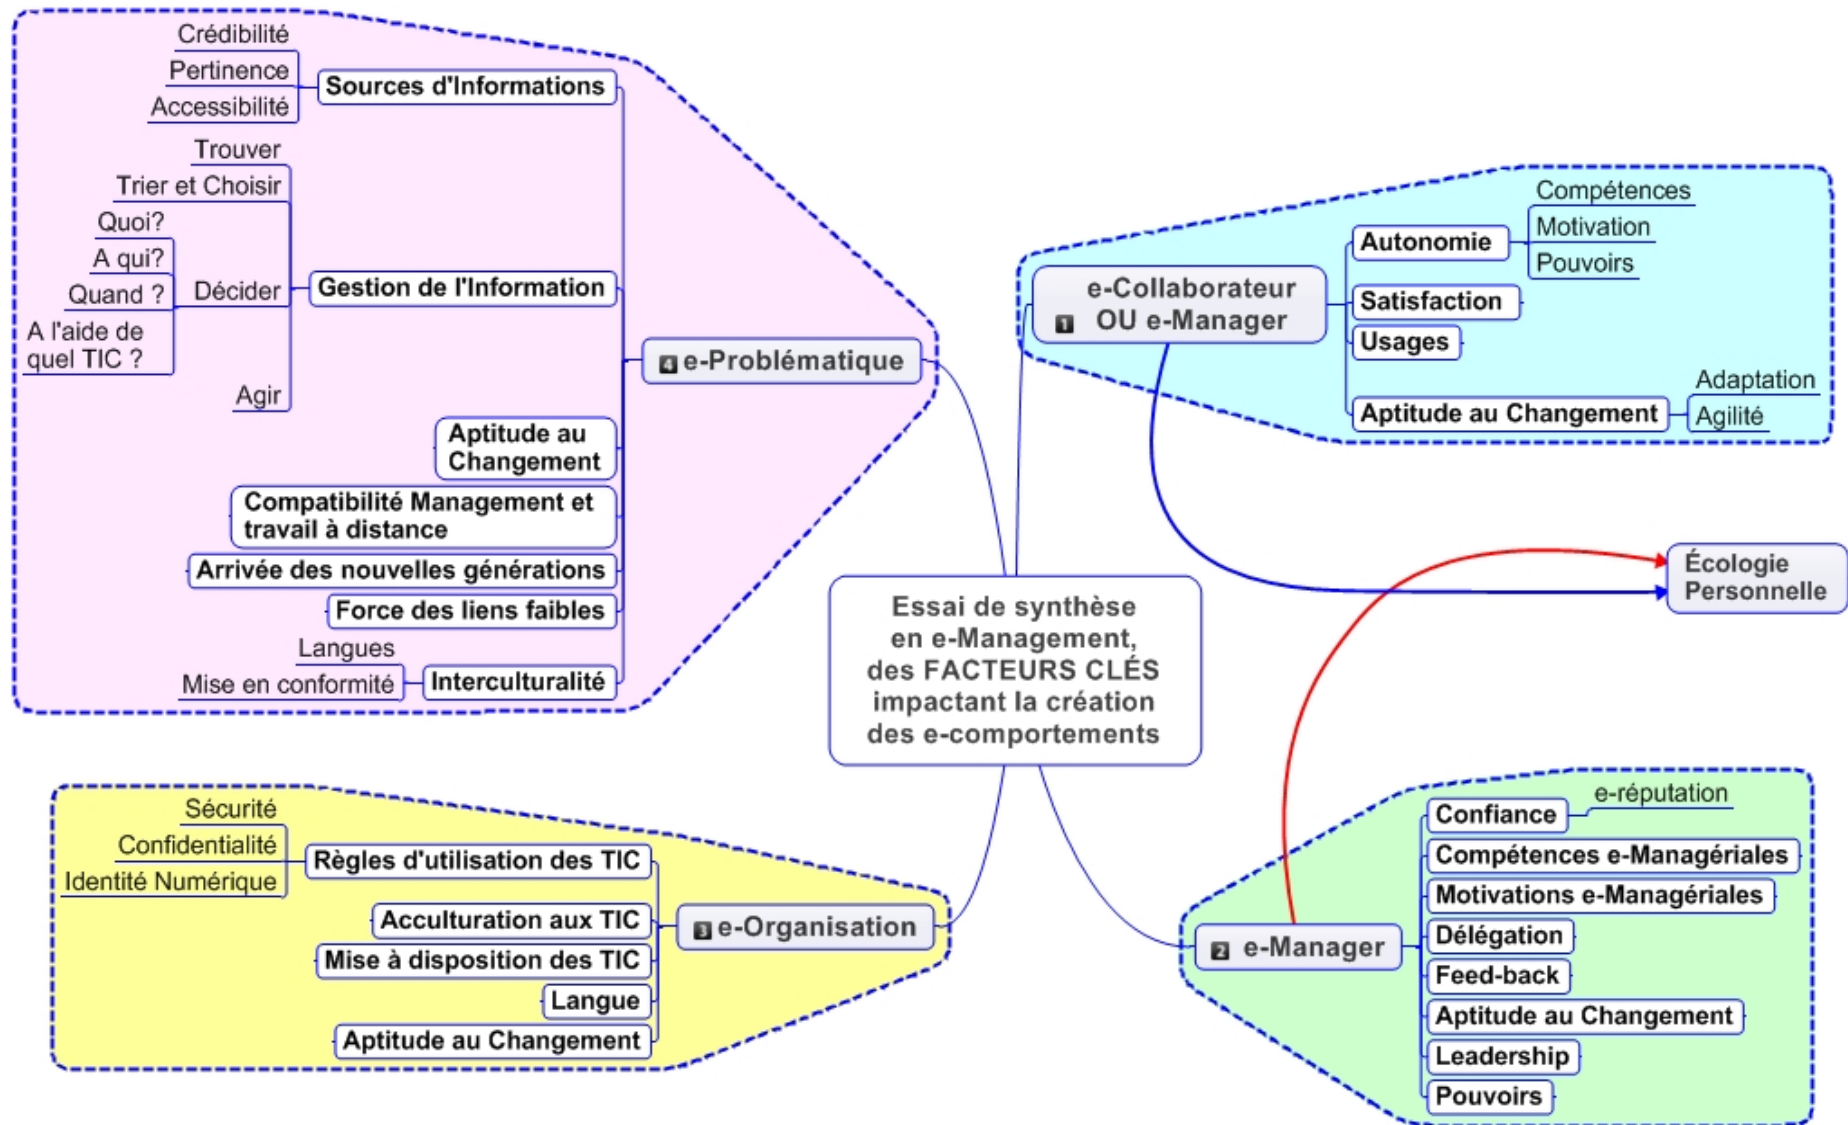 Essai de synthèse
en e-Management,
des FACTEURS CLÉS
impactant la création
des e-comportements
1
e-Collaborateur
OU e-Manager
Autonomie
Compétences
Motivation
Pouvoirs
Satisfaction
Usages
Aptitude au Changement
Adaptation
Agilité
Écologie
Personnelle
2 e-Manager
Confiance
e-réputation
Compétences e-Managériales
Motivations e-Managériales
Délégation
Feed-back
Aptitude au Changement
Leadership
Pouvoirs
3 e-Organisation
Règles d'utilisation des TIC
Sécurité
Confidentialité
Identité Numérique
Acculturation aux TIC
Mise à disposition des TIC
Langue
Aptitude au Changement
4 e-Problématique
Sources d'Informations
Crédibilité
Pertinence
Accessibilité
Gestion de l'Information
Trouver
Trier et Choisir
Décider
Quoi?
A qui?
Quand ?
A l'aide de
quel TIC ?
Agir
Aptitude au
Changement
Compatibilité Management et
travail à distance
Arrivée des nouvelles générations
Force des liens faibles
Interculturalité
Langues
Mise en conformité